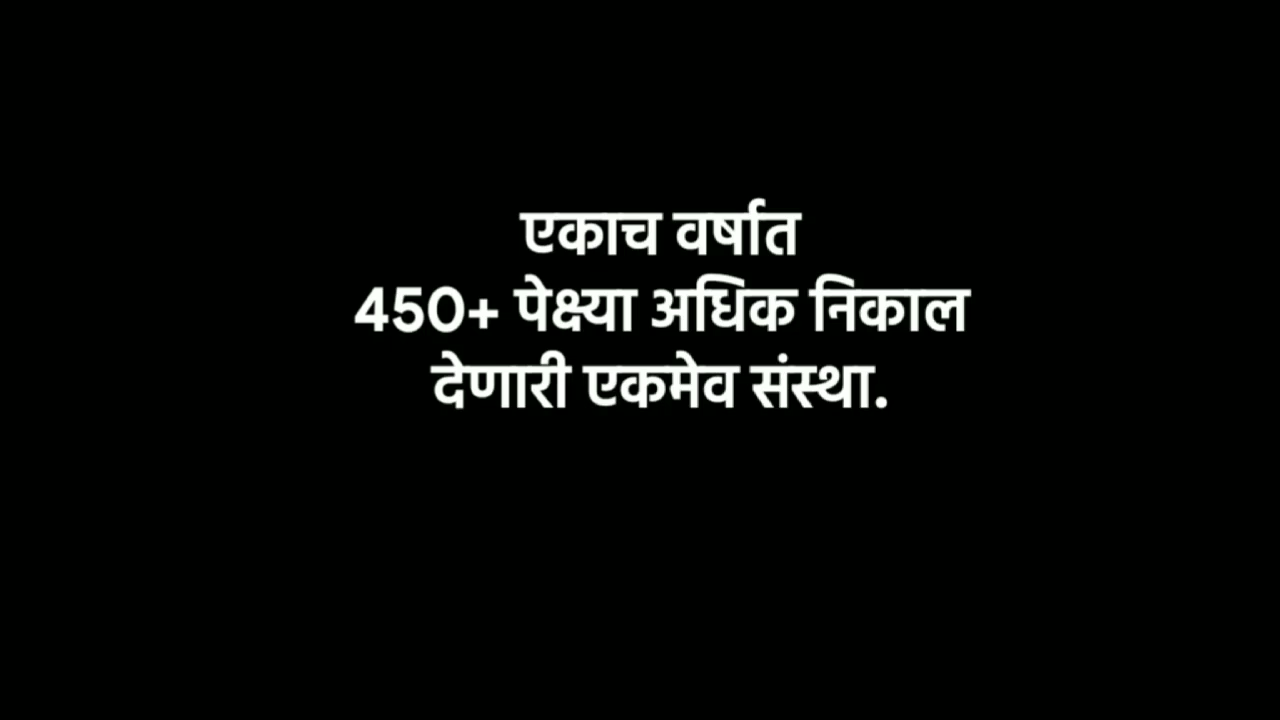 एकाच वर्षात
450+ पेक्ष्या अधिक निकाल
देणारी एकमेव संस्था.